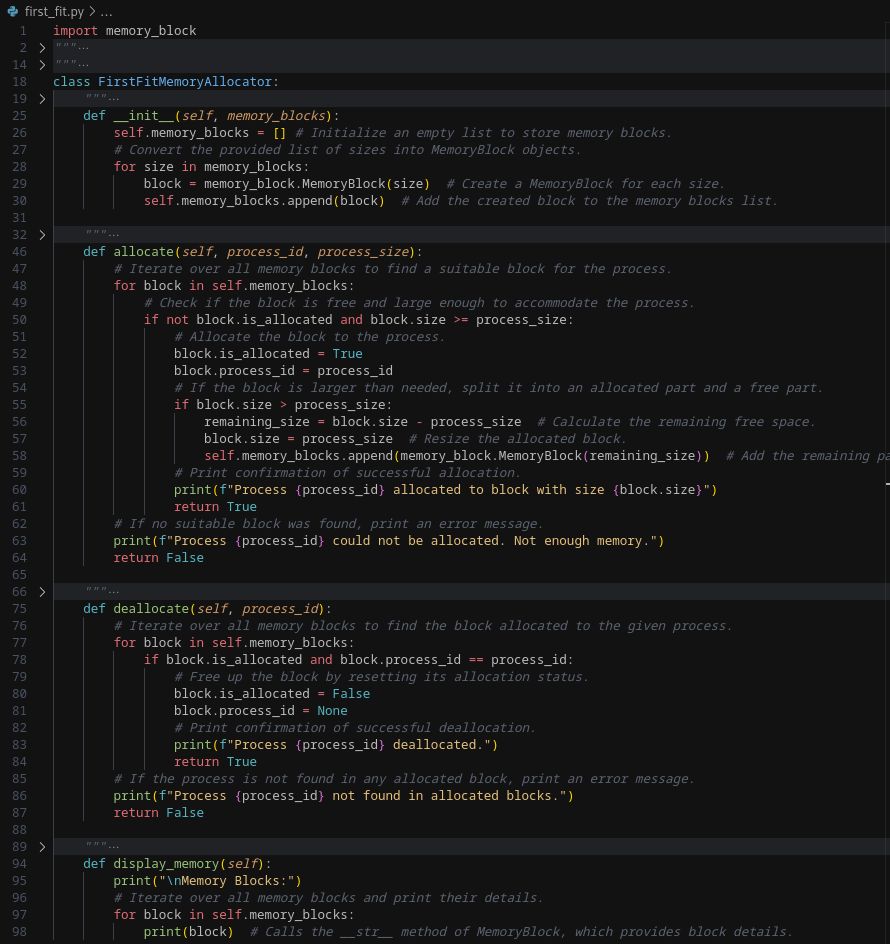 first_fit.py > ...
1 import memory_block
2 > """...
14 > """...
18 class FirstFitMemoryAllocator:
19 > """...
25 def __init__(self, memory_blocks):
26 self.memory_blocks = [] # Initialize an empty list to store memory blocks.
27 # Convert the provided list of sizes into MemoryBlock objects.
28 for size in memory_blocks:
29 block = memory_block.MemoryBlock(size)  # Create a MemoryBlock for each size.
30 self.memory_blocks.append(block)  # Add the created block to the memory blocks list.
31
32 > """...
46 def allocate(self, process_id, process_size):
47 # Iterate over all memory blocks to find a suitable block for the process.
48 for block in self.memory_blocks:
49 # Check if the block is free and large enough to accommodate the process.
50 if not block.is_allocated and block.size >= process_size:
51 # Allocate the block to the process.
52 block.is_allocated = True
53 block.process_id = process_id
54 # If the block is larger than needed, split it into an allocated part and a free part.
55 if block.size > process_size:
56 remaining_size = block.size - process_size  # Calculate the remaining free space.
57 block.size = process_size  # Resize the allocated block.
58 self.memory_blocks.append(memory_block.MemoryBlock(remaining_size))  # Add the remaining pa
59 # Print confirmation of successful allocation.
60 print(f"Process {process_id} allocated to block with size {block.size}")
61 return True
62 # If no suitable block was found, print an error message.
63 print(f"Process {process_id} could not be allocated. Not enough memory.")
64 return False
65
66 > """...
75 def deallocate(self, process_id):
76 # Iterate over all memory blocks to find the block allocated to the given process.
77 for block in self.memory_blocks:
78 if block.is_allocated and block.process_id == process_id:
79 # Free up the block by resetting its allocation status.
80 block.is_allocated = False
81 block.process_id = None
82 # Print confirmation of successful deallocation.
83 print(f"Process {process_id} deallocated.")
84 return True
85 # If the process is not found in any allocated block, print an error message.
86 print(f"Process {process_id} not found in allocated blocks.")
87 return False
88
89 > """...
94 def display_memory(self):
95 print("\nMemory Blocks:")
96 # Iterate over all memory blocks and print their details.
97 for block in self.memory_blocks:
98 print(block)  # Calls the __str__ method of MemoryBlock, which provides block details.